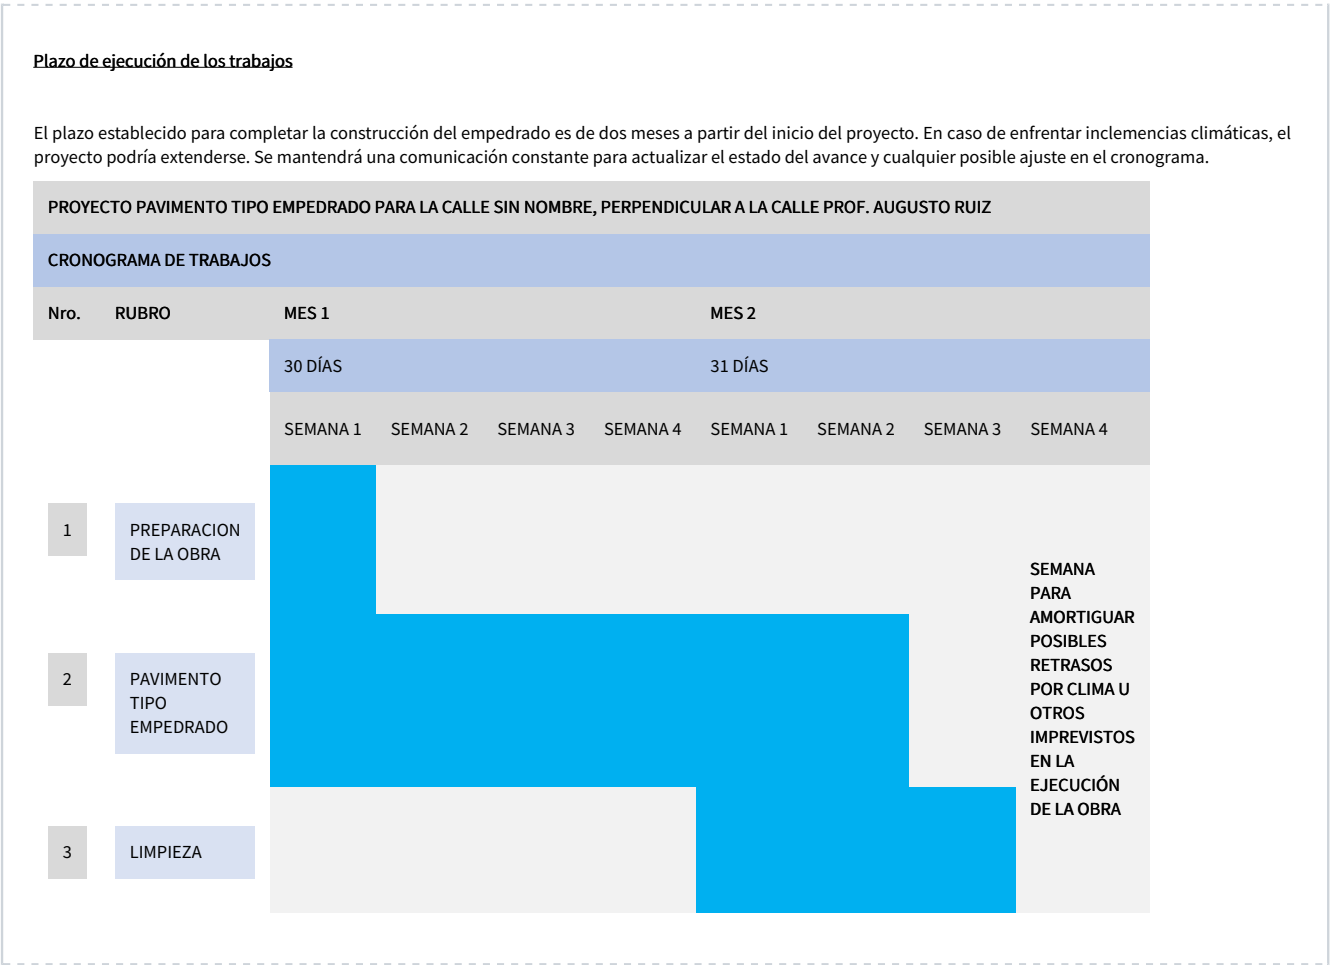 Plazo de ejecución de los trabajos
El plazo establecido para completar la construcción del empedrado es de dos meses a partir del inicio del proyecto. En caso de enfrentar inclemencias climáticas, el
proyecto podría extenderse. Se mantendrá una comunicación constante para actualizar el estado del avance y cualquier posible ajuste en el cronograma.
PROYECTO PAVIMENTO TIPO EMPEDRADO PARA LA CALLE SIN NOMBRE, PERPENDICULAR A LA CALLE PROF. AUGUSTO RUIZ
CRONOGRAMA DE TRABAJOS
Nro. RUBRO MES 1 MES 2
30 DÍAS 31 DÍAS
SEMANA 1 SEMANA 2 SEMANA 3 SEMANA 4 SEMANA 1 SEMANA 2 SEMANA 3 SEMANA 4
1 PREPARACION
DE LA OBRA
2 PAVIMENTO
TIPO
EMPEDRADO
3 LIMPIEZA
SEMANA
PARA
AMORTIGUAR
POSIBLES
RETRASOS
POR CLIMA U
OTROS
IMPREVISTOS
EN LA
EJECUCIÓN
DE LA OBRA